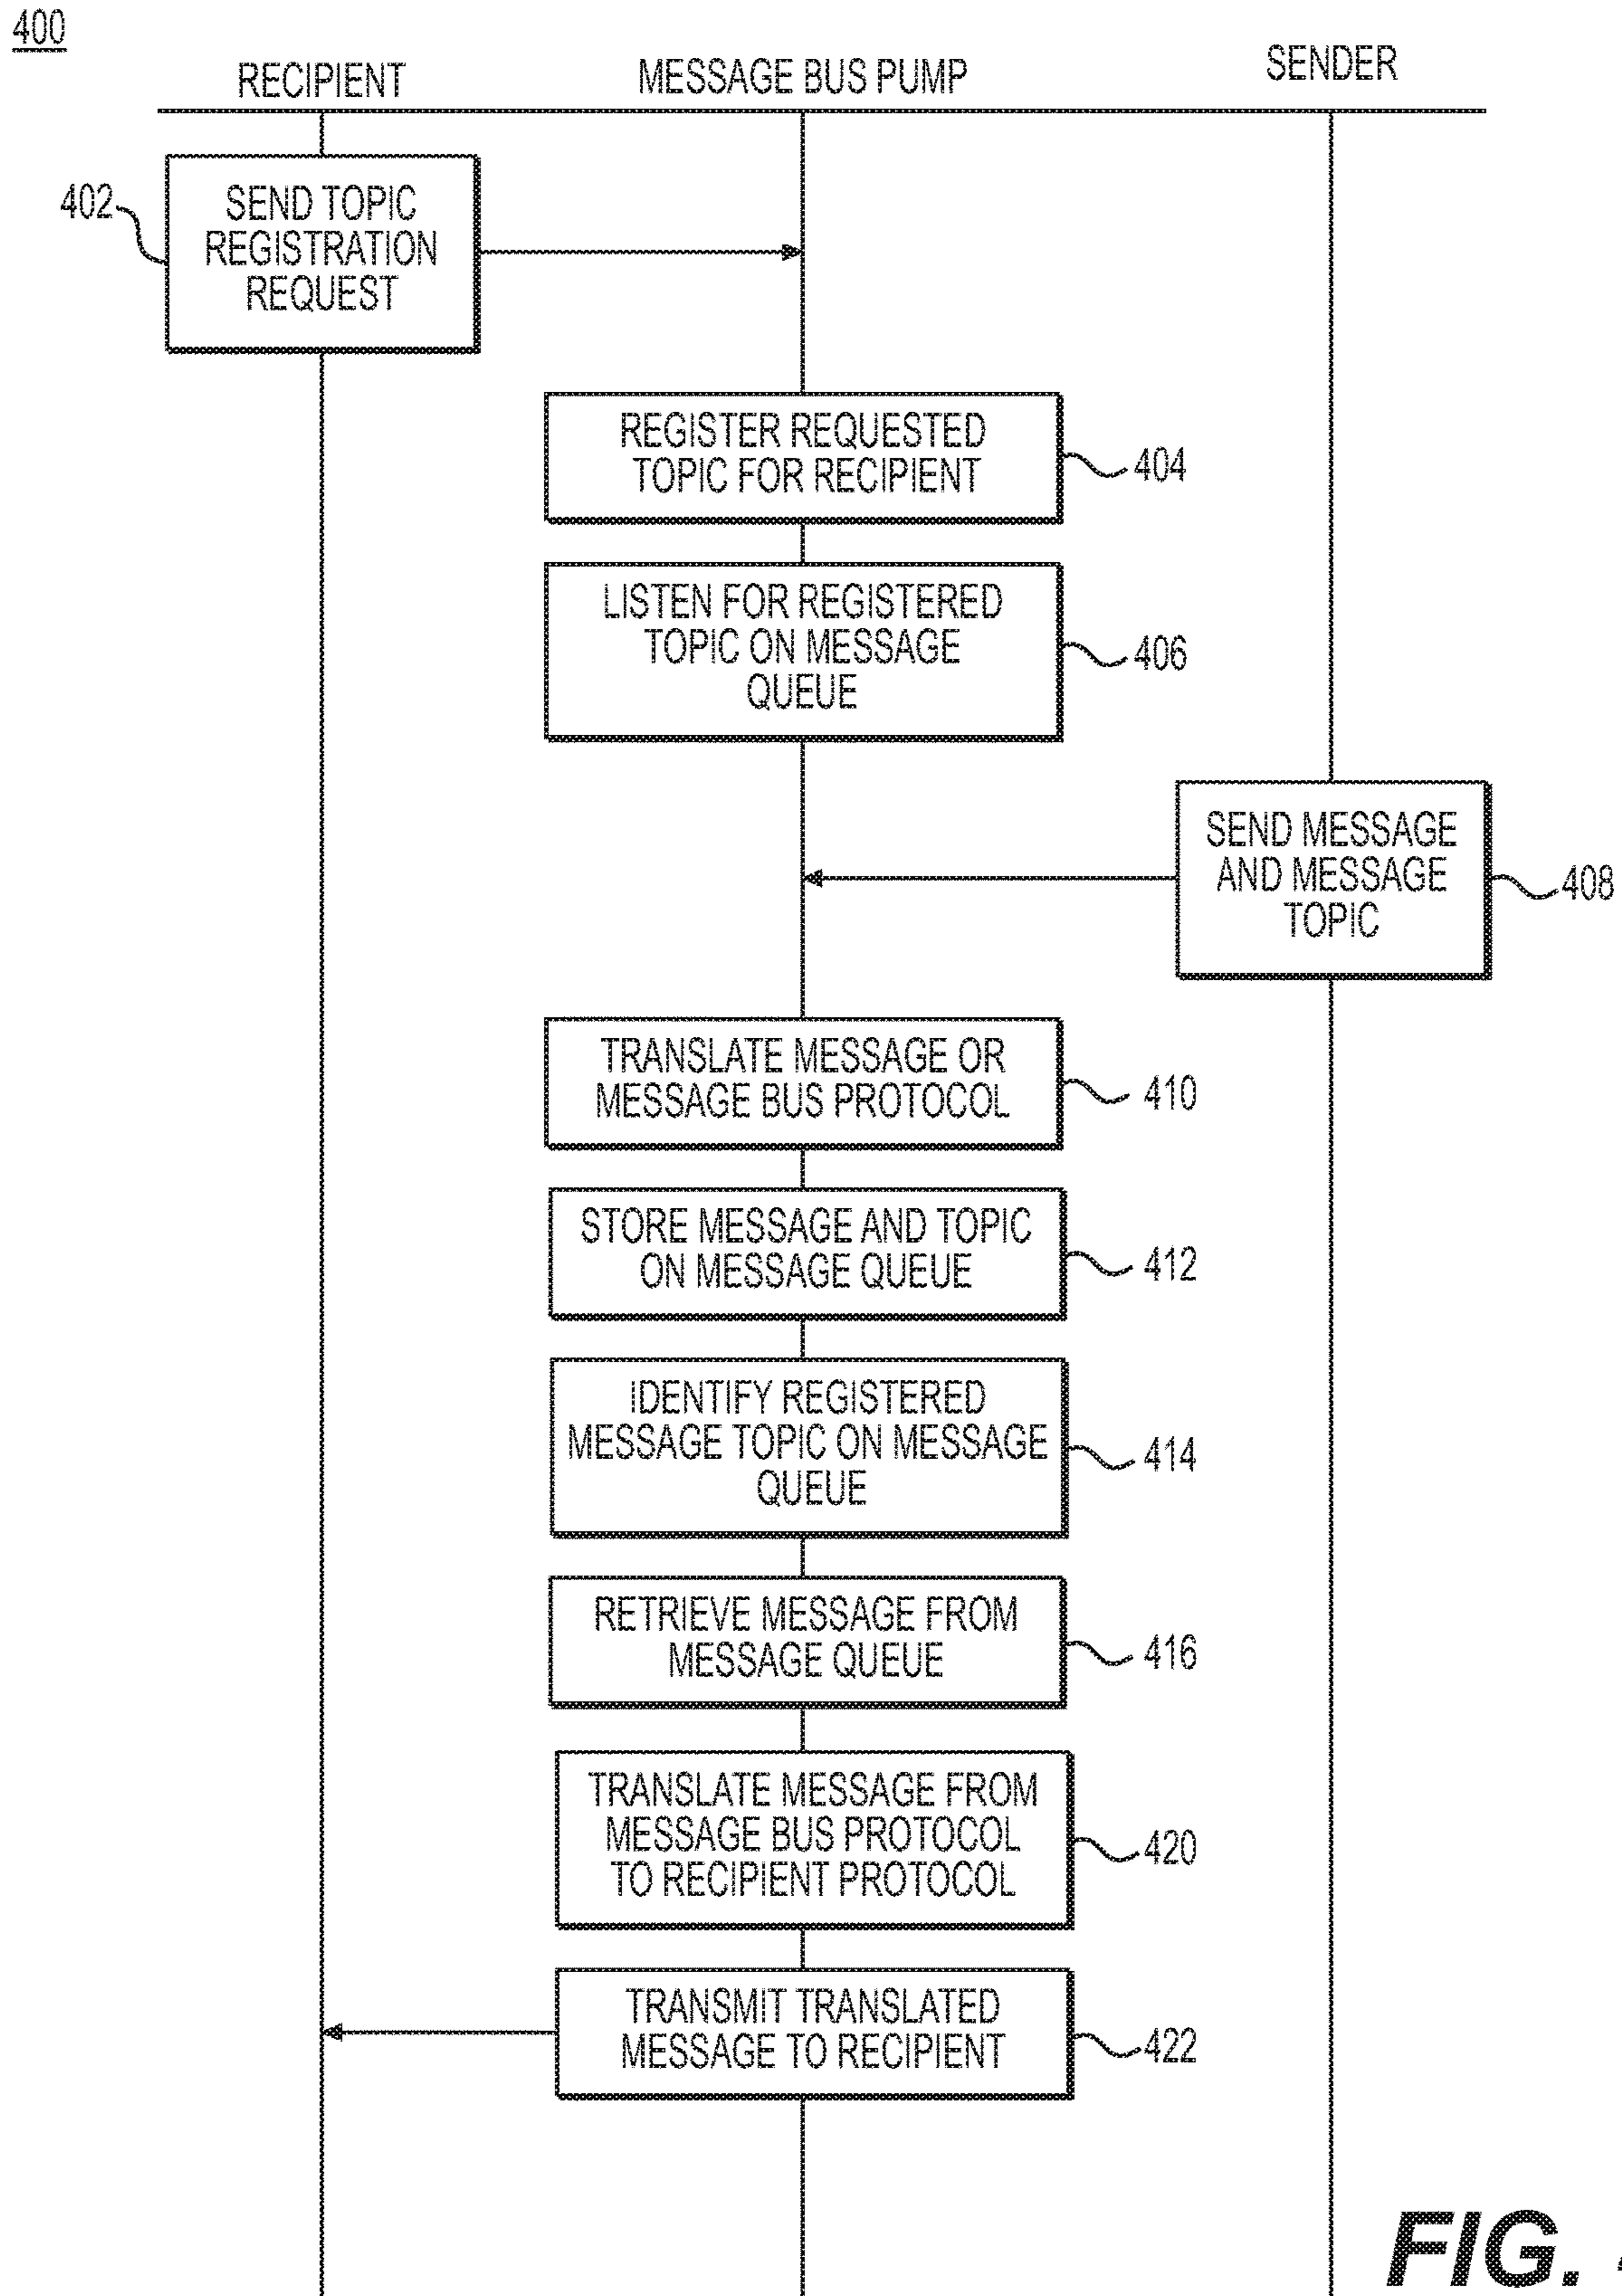 400
RECIPIENT
MESSAGE BUS PUMP
SENDER
402
SEND TOPIC
REGISTRATION
REQUEST
REGISTER REQUESTED
TOPIC FOR RECIPIENT
404
LISTEN FOR REGISTERED
TOPIC ON MESSAGE
QUEUE
406
SEND MESSAGE
AND MESSAGE
TOPIC
408
TRANSLATE MESSAGE OR
MESSAGE BUS PROTOCOL
410
STORE MESSAGE AND TOPIC
ON MESSAGE QUEUE
412
IDENTIFY REGISTERED
MESSAGE TOPIC ON MESSAGE
QUEUE
414
RETRIEVE MESSAGE FROM
MESSAGE QUEUE
416
TRANSLATE MESSAGE FROM
MESSAGE BUS PROTOCOL
TO RECIPIENT PROTOCOL
420
TRANSMIT TRANSLATED
MESSAGE TO RECIPIENT
422
FIG.